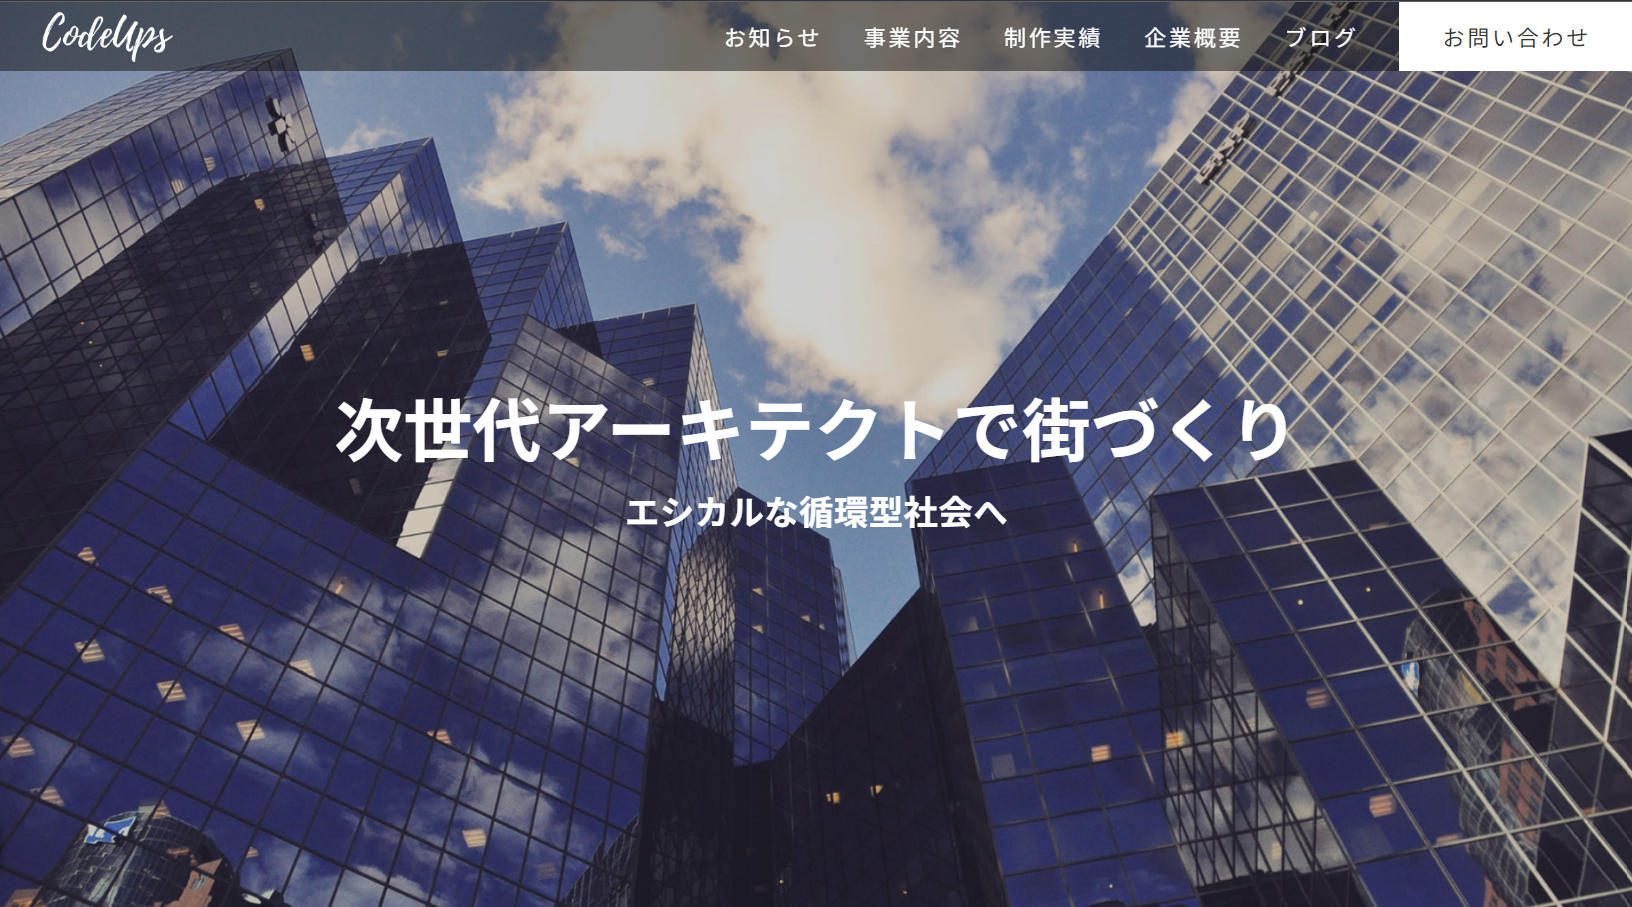 CodeUps
お知らせ
事業内容
制作実績
企業概要
ブログ
お問い合わせ
次世代アーキテクトで街づくり
エシカルな循環型社会へ